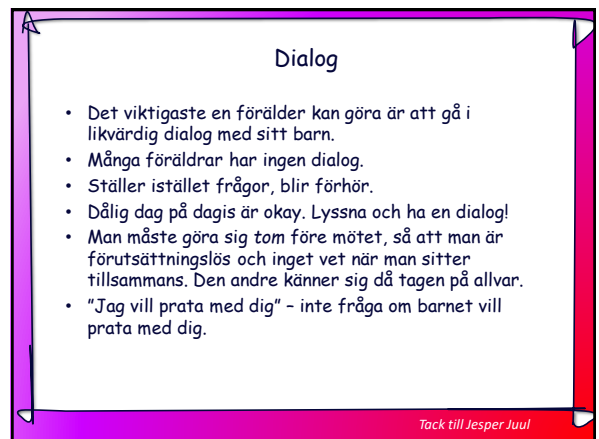 Dialog
• Det viktigaste en förälder kan göra är att gå i
likvärdig dialog med sitt barn.
• Många föräldrar har ingen dialog.
• Ställer istället frågor, blir förhör.
• Dålig dag på dagis är okay. Lyssna och ha en dialog!
• Man måste göra sig tom före mötet, så att man är
förutsättningslös och inget vet när man sitter
tillsammans. Den andre känner sig då tagen på allvar.
• ”Jag vill prata med dig” – inte fråga om barnet vill
prata med dig.
Tack till Jesper Juul